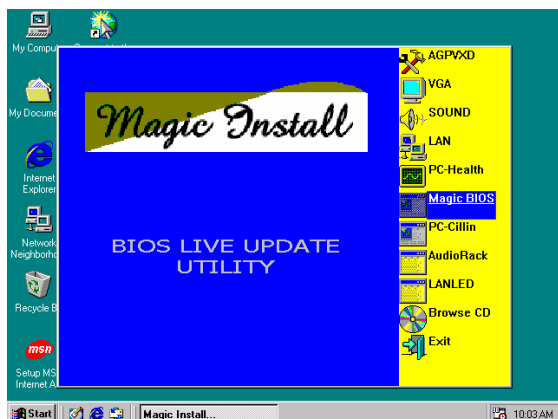 My Compu
My Docume
Internet
Explorer
Network
Neighborho
Recycle B
msn
Setup MS
Internet A
Magic Install
BIOS LIVE UPDATE
UTILITY
AGPVXD
VGA
SOUND
LAN
PC-Health
Magic BIOS
PC-Cillin
AudioRack
LANLED
Browse CD
Exit
Start
Magic Install...
10:03 AM